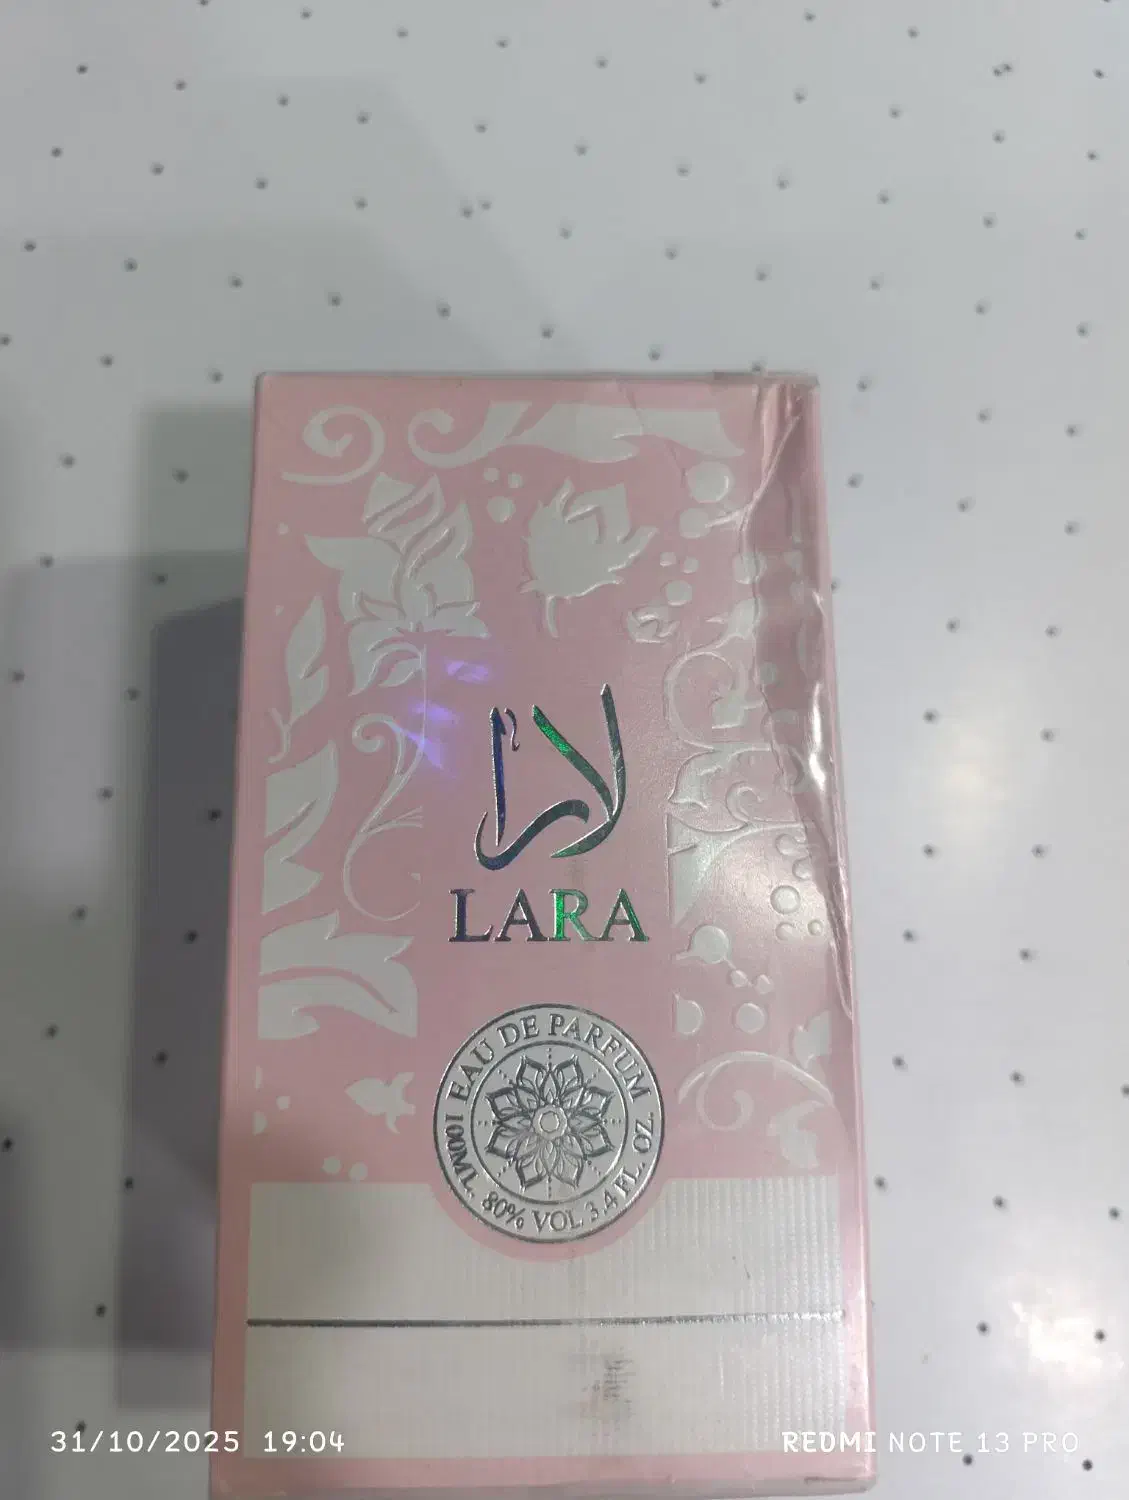 لارا
LARA
EAU DE PARFUM
100ML. 80% VOL 3.4 FL. OZ.
31/10/2025 19:04
REDMI NOTE 13 PRO